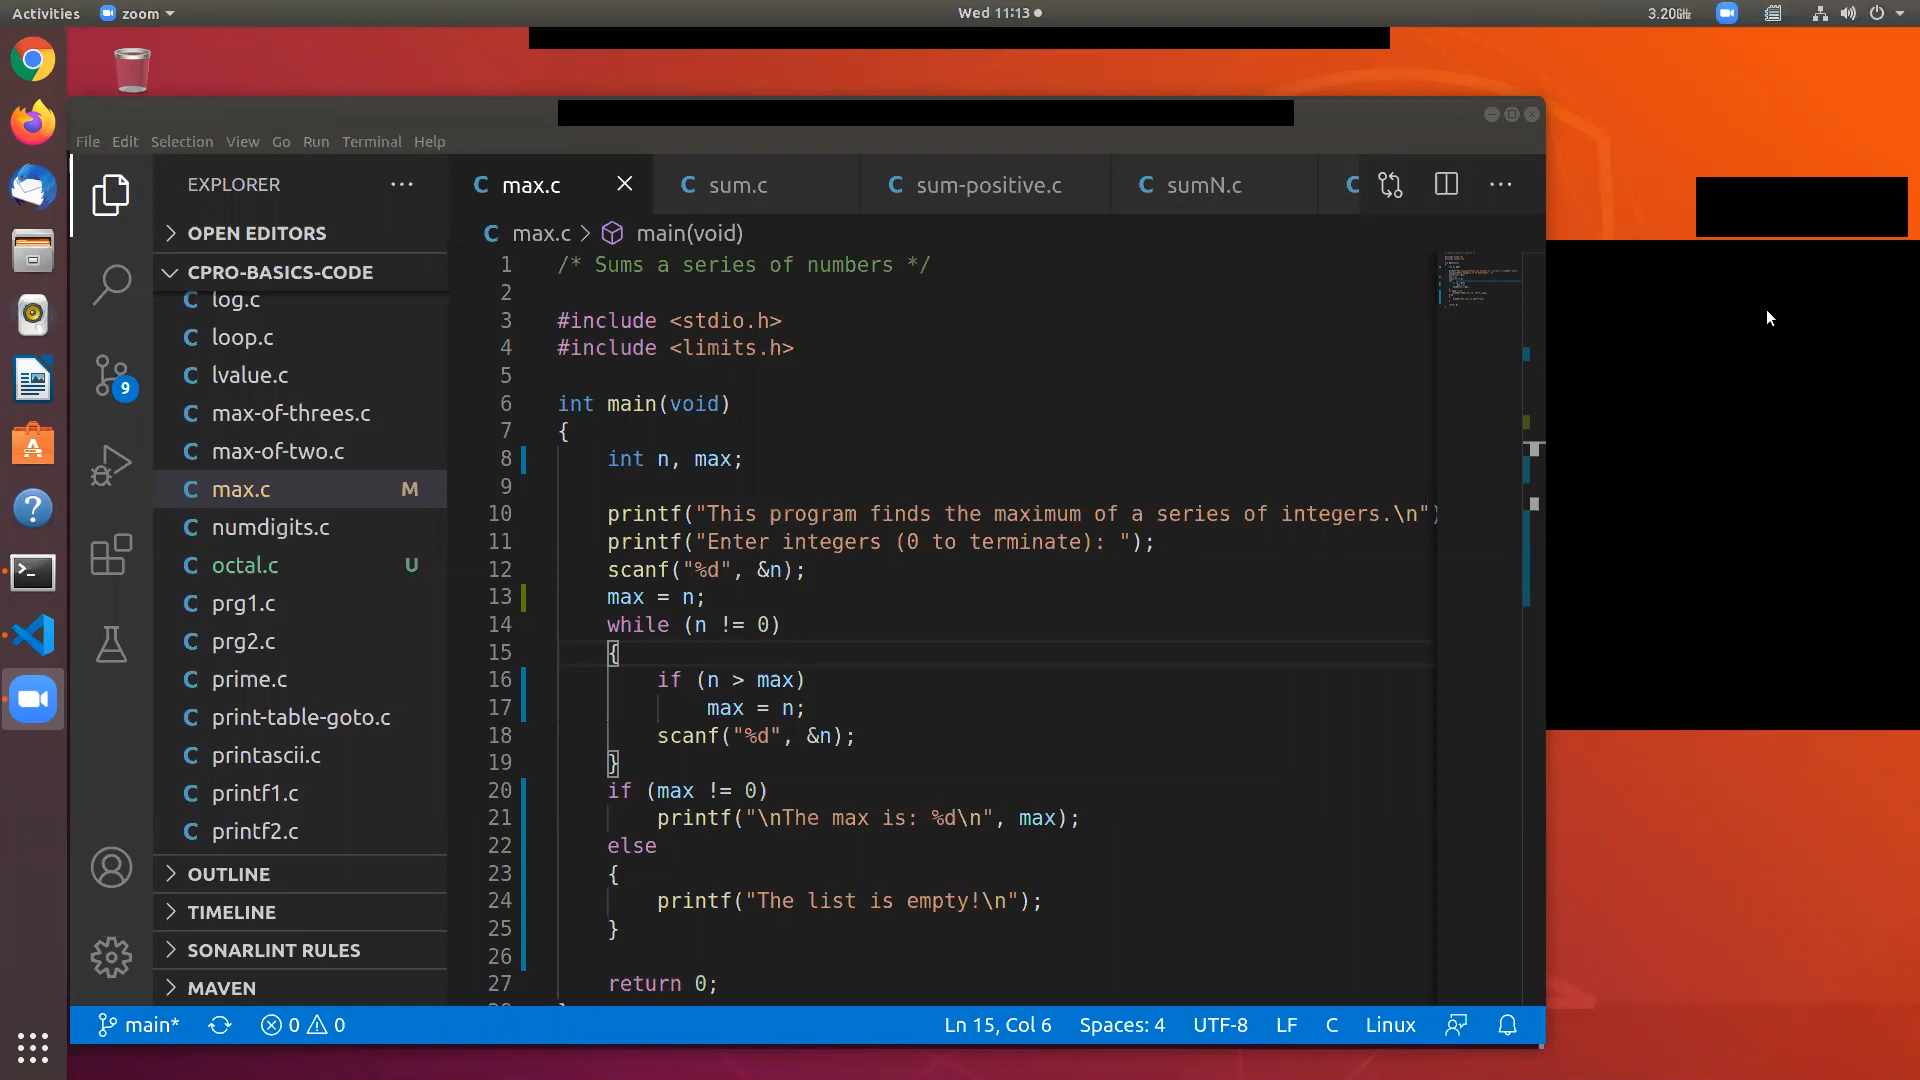 Activities zoom Wed 11:13 3.20GHz
File Edit Selection View Go Run Terminal Help
EXPLORER ... max.c sum.c sum-positive.c sumN.c ...
OPEN EDITORS
CPRO-BASICS-CODE
log.c
loop.c
lvalue.c
max-of-threes.c
max-of-two.c
max.c M
numdigits.c
octal.c U
prg1.c
prg2.c
prime.c
print-table-goto.c
printascii.c
printf1.c
printf2.c
OUTLINE
TIMELINE
SONARLINT RULES
MAVEN
9
C max.c > main(void)
1 /* Sums a series of numbers */
2
3 #include <stdio.h>
4 #include <limits.h>
5
6 int main(void)
7 {
8 int n, max;
9
10 printf("This program finds the maximum of a series of integers.\n")
11 printf("Enter integers (0 to terminate): ");
12 scanf("%d", &n);
13 max = n;
14 while (n != 0)
15 {
16 if (n > max)
17 max = n;
18 scanf("%d", &n);
19 }
20 if (max != 0)
21 printf("\nThe max is: %d\n", max);
22 else
23 {
24 printf("The list is empty!\n");
25 }
26
27 return 0;
main* 0 0 Ln 15, Col 6 Spaces: 4 UTF-8 LF C Linux